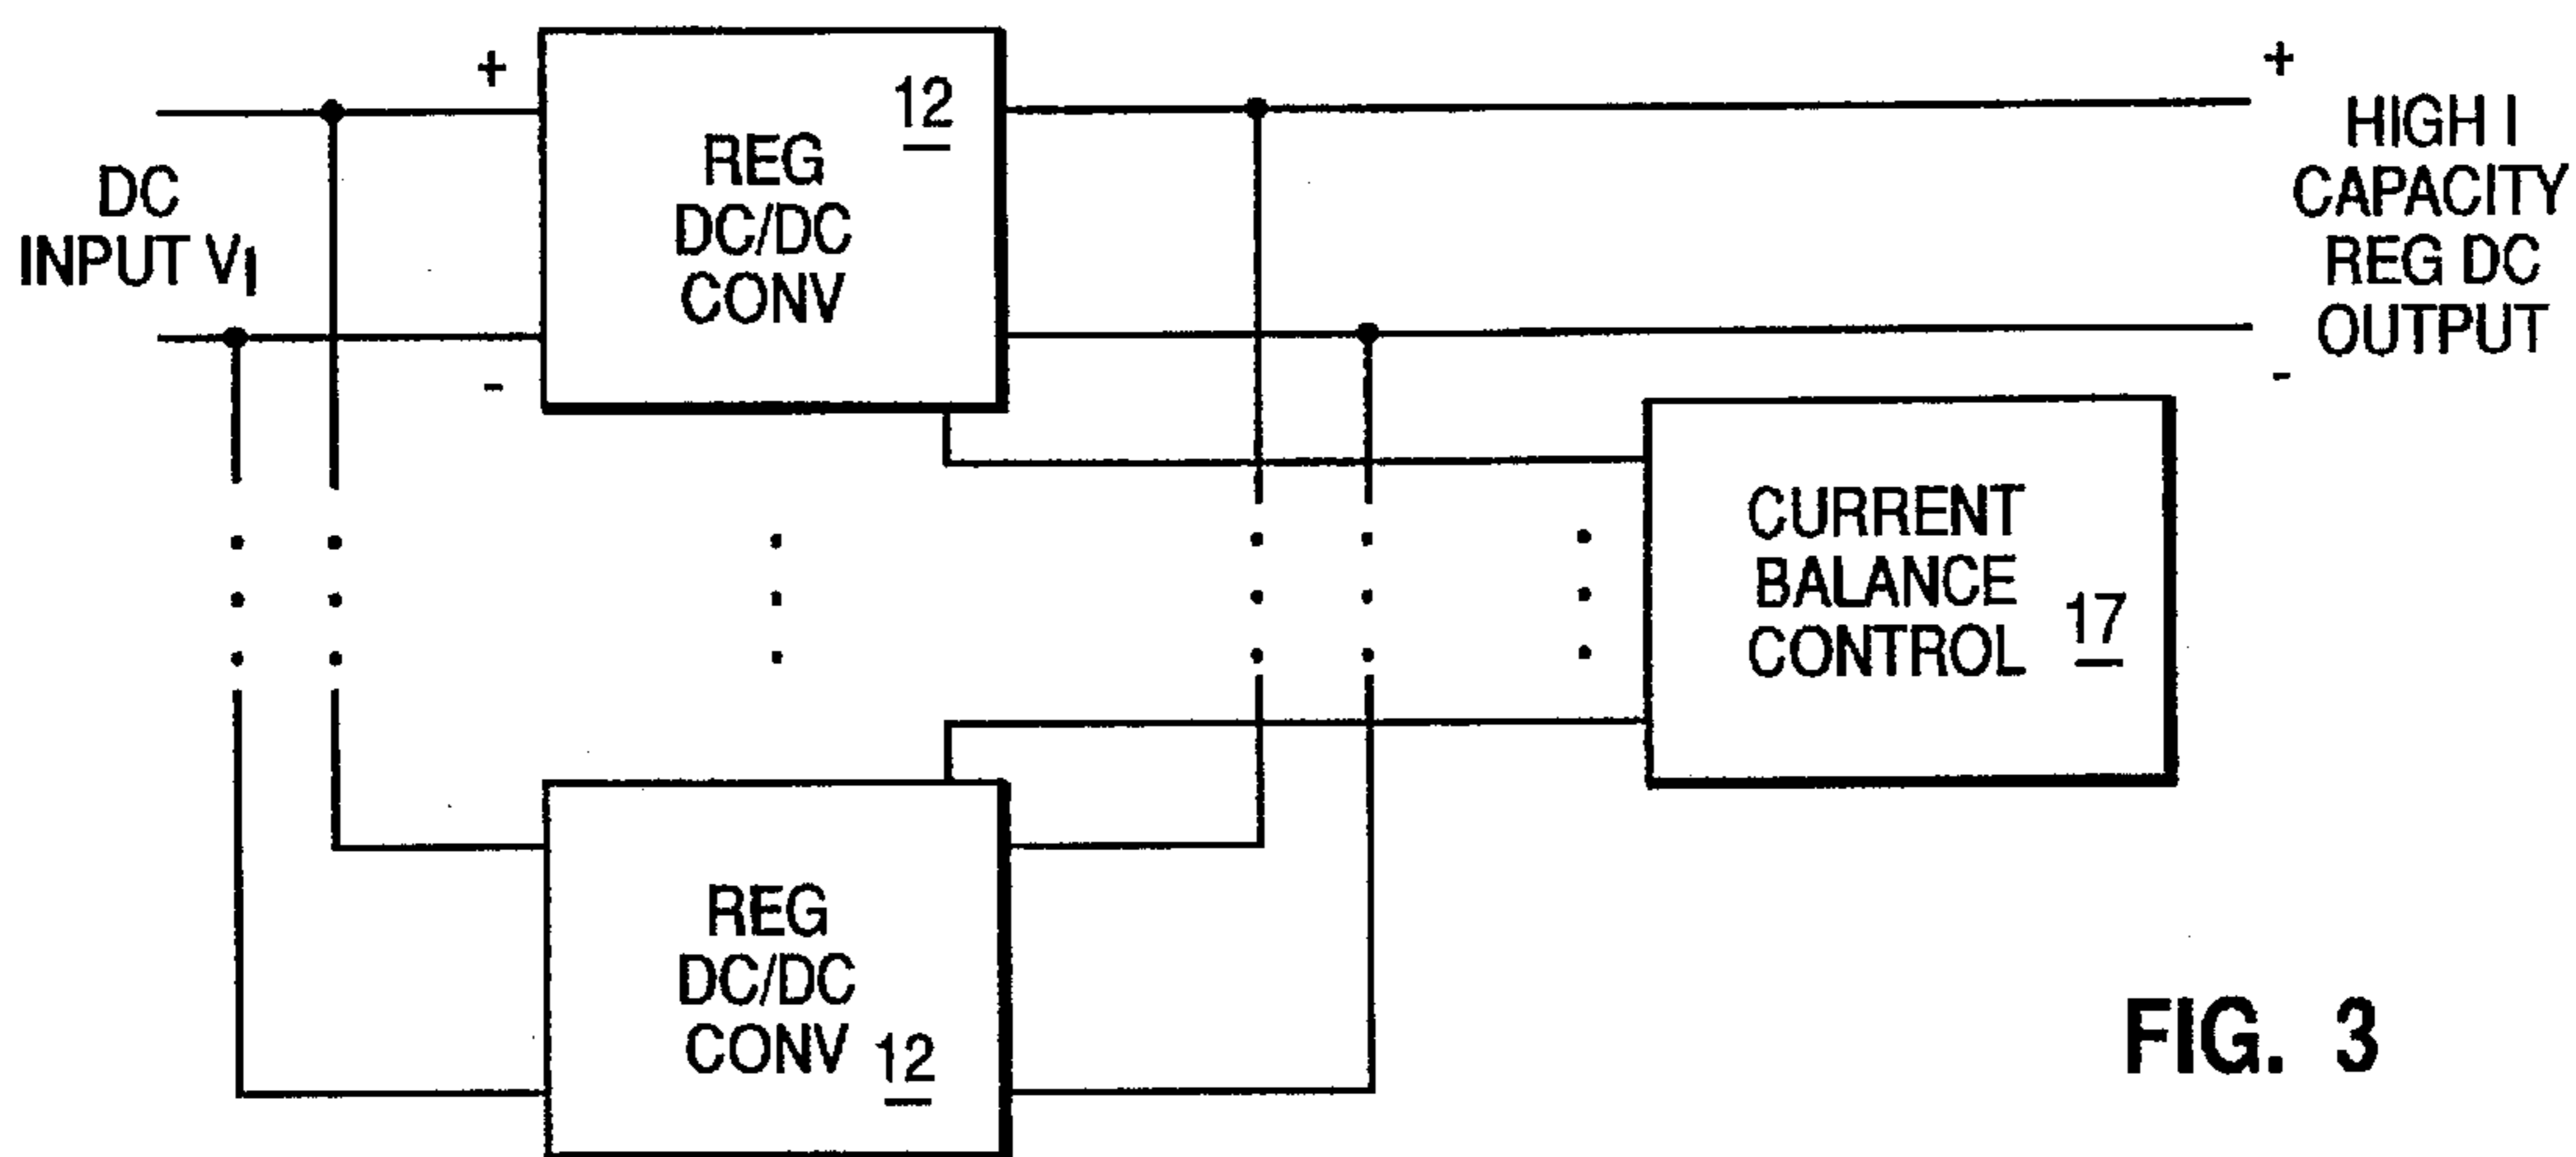 DC
INPUT VI
+
-
12
REG
DC/DC
CONV
+
HIGH I
CAPACITY
REG DC
OUTPUT
-
CURRENT
BALANCE
CONTROL 17
REG
DC/DC
CONV 12
FIG. 3